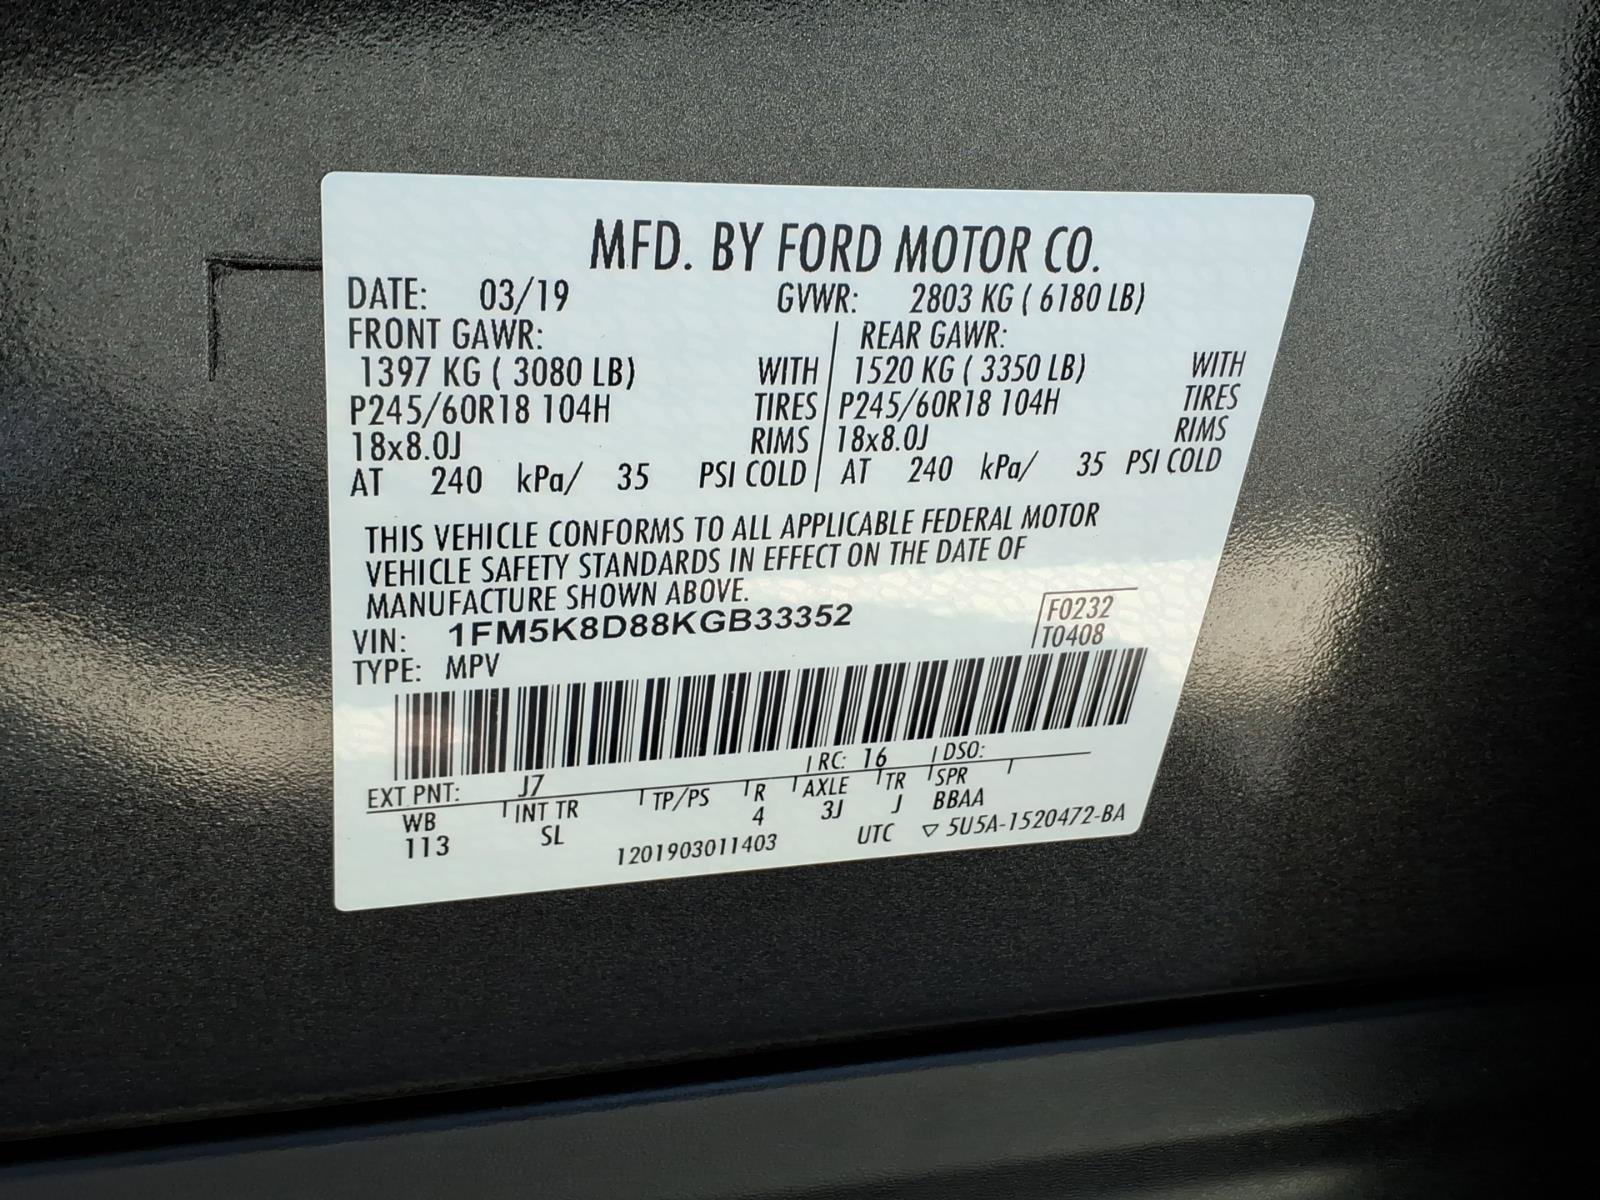 MFD. BY FORD MOTOR CO.
DATE: 03/19 GVWR: 2803 KG ( 6180 LB)
FRONT GAWR: REAR GAWR:
1397 KG ( 3080 LB) WITH 1520 KG ( 3350 LB) WITH
P245/60R18 104H TIRES P245/60R18 104H TIRES
18x8.0J RIMS 18x8.0J RIMS
AT 240 kPa/ 35 PSI COLD AT 240 kPa/ 35 PSI COLD
THIS VEHICLE CONFORMS TO ALL APPLICABLE FEDERAL MOTOR
VEHICLE SAFETY STANDARDS IN EFFECT ON THE DATE OF
MANUFACTURE SHOWN ABOVE.
VIN: 1FM5K8D88KGB33352 F0232
TYPE: MPV T0408
EXT PNT: J7 RC: 16 DSO:
WB INT TR TP/PS R AXLE TR SPR
113 SL 4 3J J BBAA
1201903011403 UTC ▽ 5U5A-1520472-BA